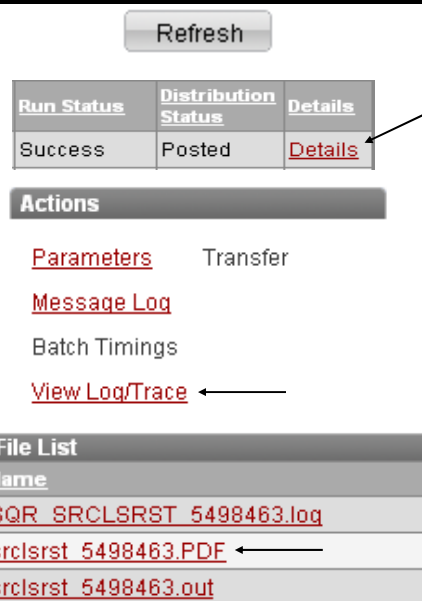 Refresh
Run Status Distribution Status Details
Success Posted Details
Actions
Parameters Transfer
Message Log
Batch Timings
View Log/Trace
File List
Name
SQR_SRCLSRST_5498463.log
srclsrst_5498463.PDF
srclsrst_5498463.out